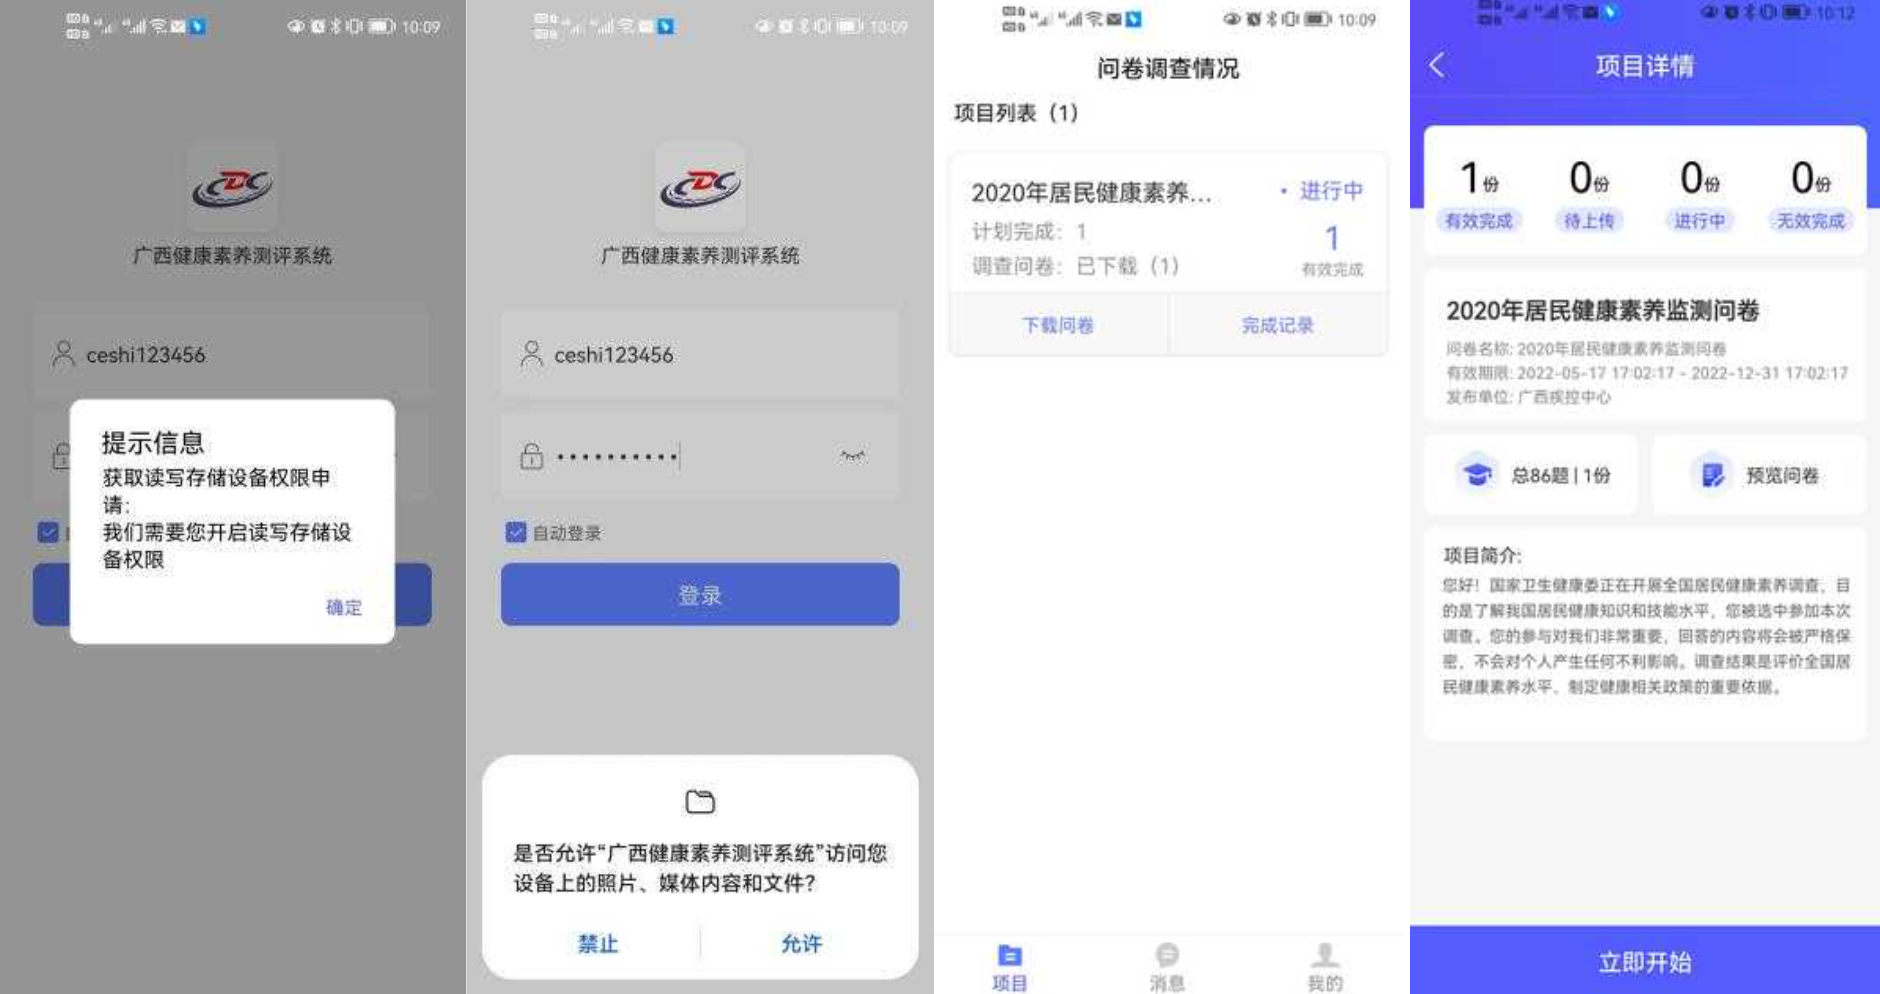 10:09
CDC
广西健康素养测评系统
ceshi123456
提示信息
获取读写存储设备权限申
请:
我们需要您开启读写存储设
备权限
确定
10:09
CDC
广西健康素养测评系统
ceshi123456
自动登录
登录
是否允许“广西健康素养测评系统”访问您
设备上的照片、媒体内容和文件?
禁止
允许
10:09
问卷调查情况
项目列表（1）
2020年居民健康素养...
· 进行中
计划完成: 1
1
调查问卷: 已下载（1）
有效完成
下载问卷
完成记录
项目
消息
我的
10:12
项目详情
1份
0份
0份
0份
有效完成
待上传
进行中
无效完成
2020年居民健康素养监测问卷
问卷名称: 2020年居民健康素养监测问卷
有效期限: 2022-05-17 17:02:17 - 2022-12-31 17:02:17
发布单位: 广西疾控中心
总86题 | 1份
预览问卷
项目简介:
您好！国家卫生健康委正在开展全国居民健康素养调查，目
的是了解我国居民健康知识和技能水平，您被选中参加本次
调查。您的参与对我们非常重要，回答的内容将会被严格保
密，不会对个人产生任何不利影响。调查结果是评价全国居
民健康素养水平、制定健康相关政策的重要依据。
立即开始